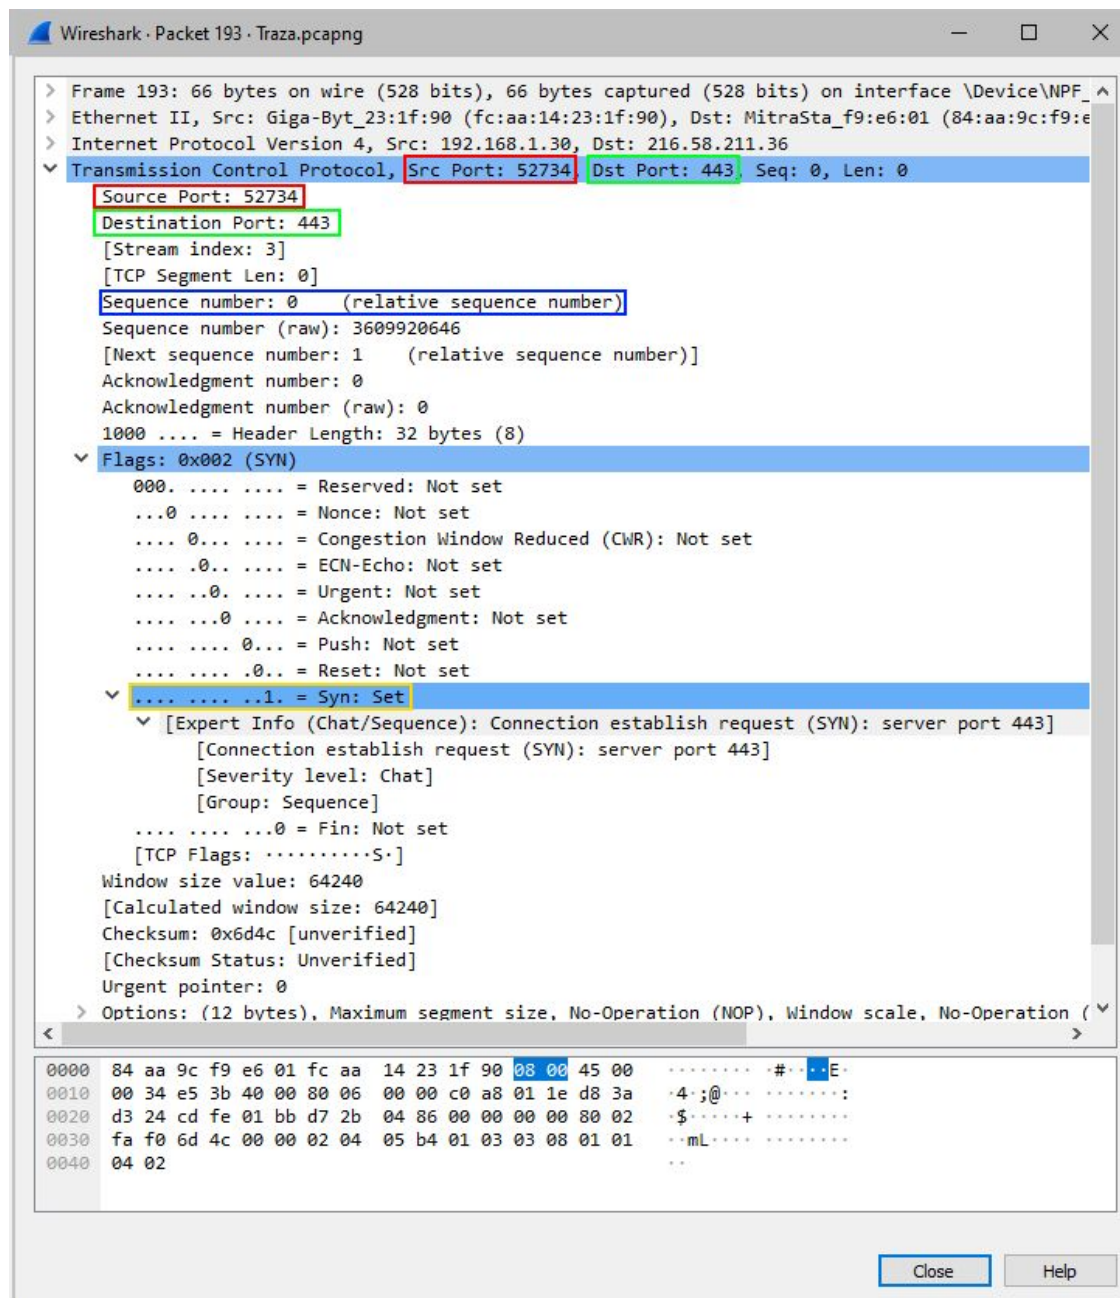 Wireshark · Packet 193 · Traza.pcapng
Frame 193: 66 bytes on wire (528 bits), 66 bytes captured (528 bits) on interface \Device\NPF_
Ethernet II, Src: Giga-Byt_23:1f:90 (fc:aa:14:23:1f:90), Dst: MitraSta_f9:e6:01 (84:aa:9c:f9:e
Internet Protocol Version 4, Src: 192.168.1.30, Dst: 216.58.211.36
Transmission Control Protocol, Src Port: 52734, Dst Port: 443, Seq: 0, Len: 0
Source Port: 52734
Destination Port: 443
[Stream index: 3]
[TCP Segment Len: 0]
Sequence number: 0    (relative sequence number)
Sequence number (raw): 3609920646
[Next sequence number: 1    (relative sequence number)]
Acknowledgment number: 0
Acknowledgment number (raw): 0
1000 .... = Header Length: 32 bytes (8)
Flags: 0x002 (SYN)
000. .... .... = Reserved: Not set
...0 .... .... = Nonce: Not set
.... 0... .... = Congestion Window Reduced (CWR): Not set
.... .0.. .... = ECN-Echo: Not set
.... ..0. .... = Urgent: Not set
.... ...0 .... = Acknowledgment: Not set
.... .... 0... = Push: Not set
.... .... .0.. = Reset: Not set
.... .... ..1. = Syn: Set
[Expert Info (Chat/Sequence): Connection establish request (SYN): server port 443]
[Connection establish request (SYN): server port 443]
[Severity level: Chat]
[Group: Sequence]
.... .... ...0 = Fin: Not set
[TCP Flags: ··········S·]
Window size value: 64240
[Calculated window size: 64240]
Checksum: 0x6d4c [unverified]
[Checksum Status: Unverified]
Urgent pointer: 0
Options: (12 bytes), Maximum segment size, No-Operation (NOP), Window scale, No-Operation (
0000 84 aa 9c f9 e6 01 fc aa 14 23 1f 90 08 00 45 00 ········ ·#····E·
0010 00 34 e5 3b 40 00 80 06 00 00 c0 a8 01 1e d8 3a ·4·;@··· ·······:
0020 d3 24 cd fe 01 bb d7 2b 04 86 00 00 00 00 80 02 ·$·····+ ········
0030 fa f0 6d 4c 00 00 02 04 05 b4 01 03 03 08 01 01 ··mL···· ········
0040 04 02 ··
Close Help